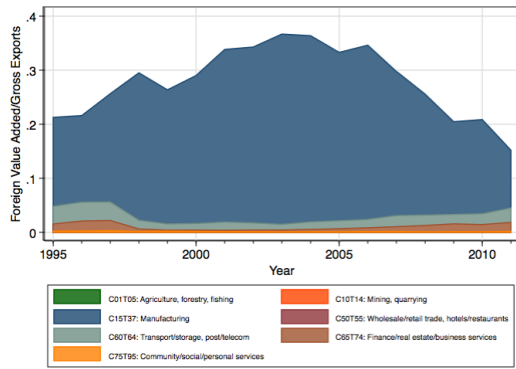 Foreign Value Added/Gross Exports
.4
.3
.2
.1
0
1995
2000
2005
2010
Year
C01T05: Agriculture, forestry, fishing
C10T14: Mining, quarrying
C15T37: Manufacturing
C50T55: Wholesale/retail trade, hotels/restaurants
C60T64: Transport/storage, post/telecom
C65T74: Finance/real estate/business services
C75T95: Community/social/personal services